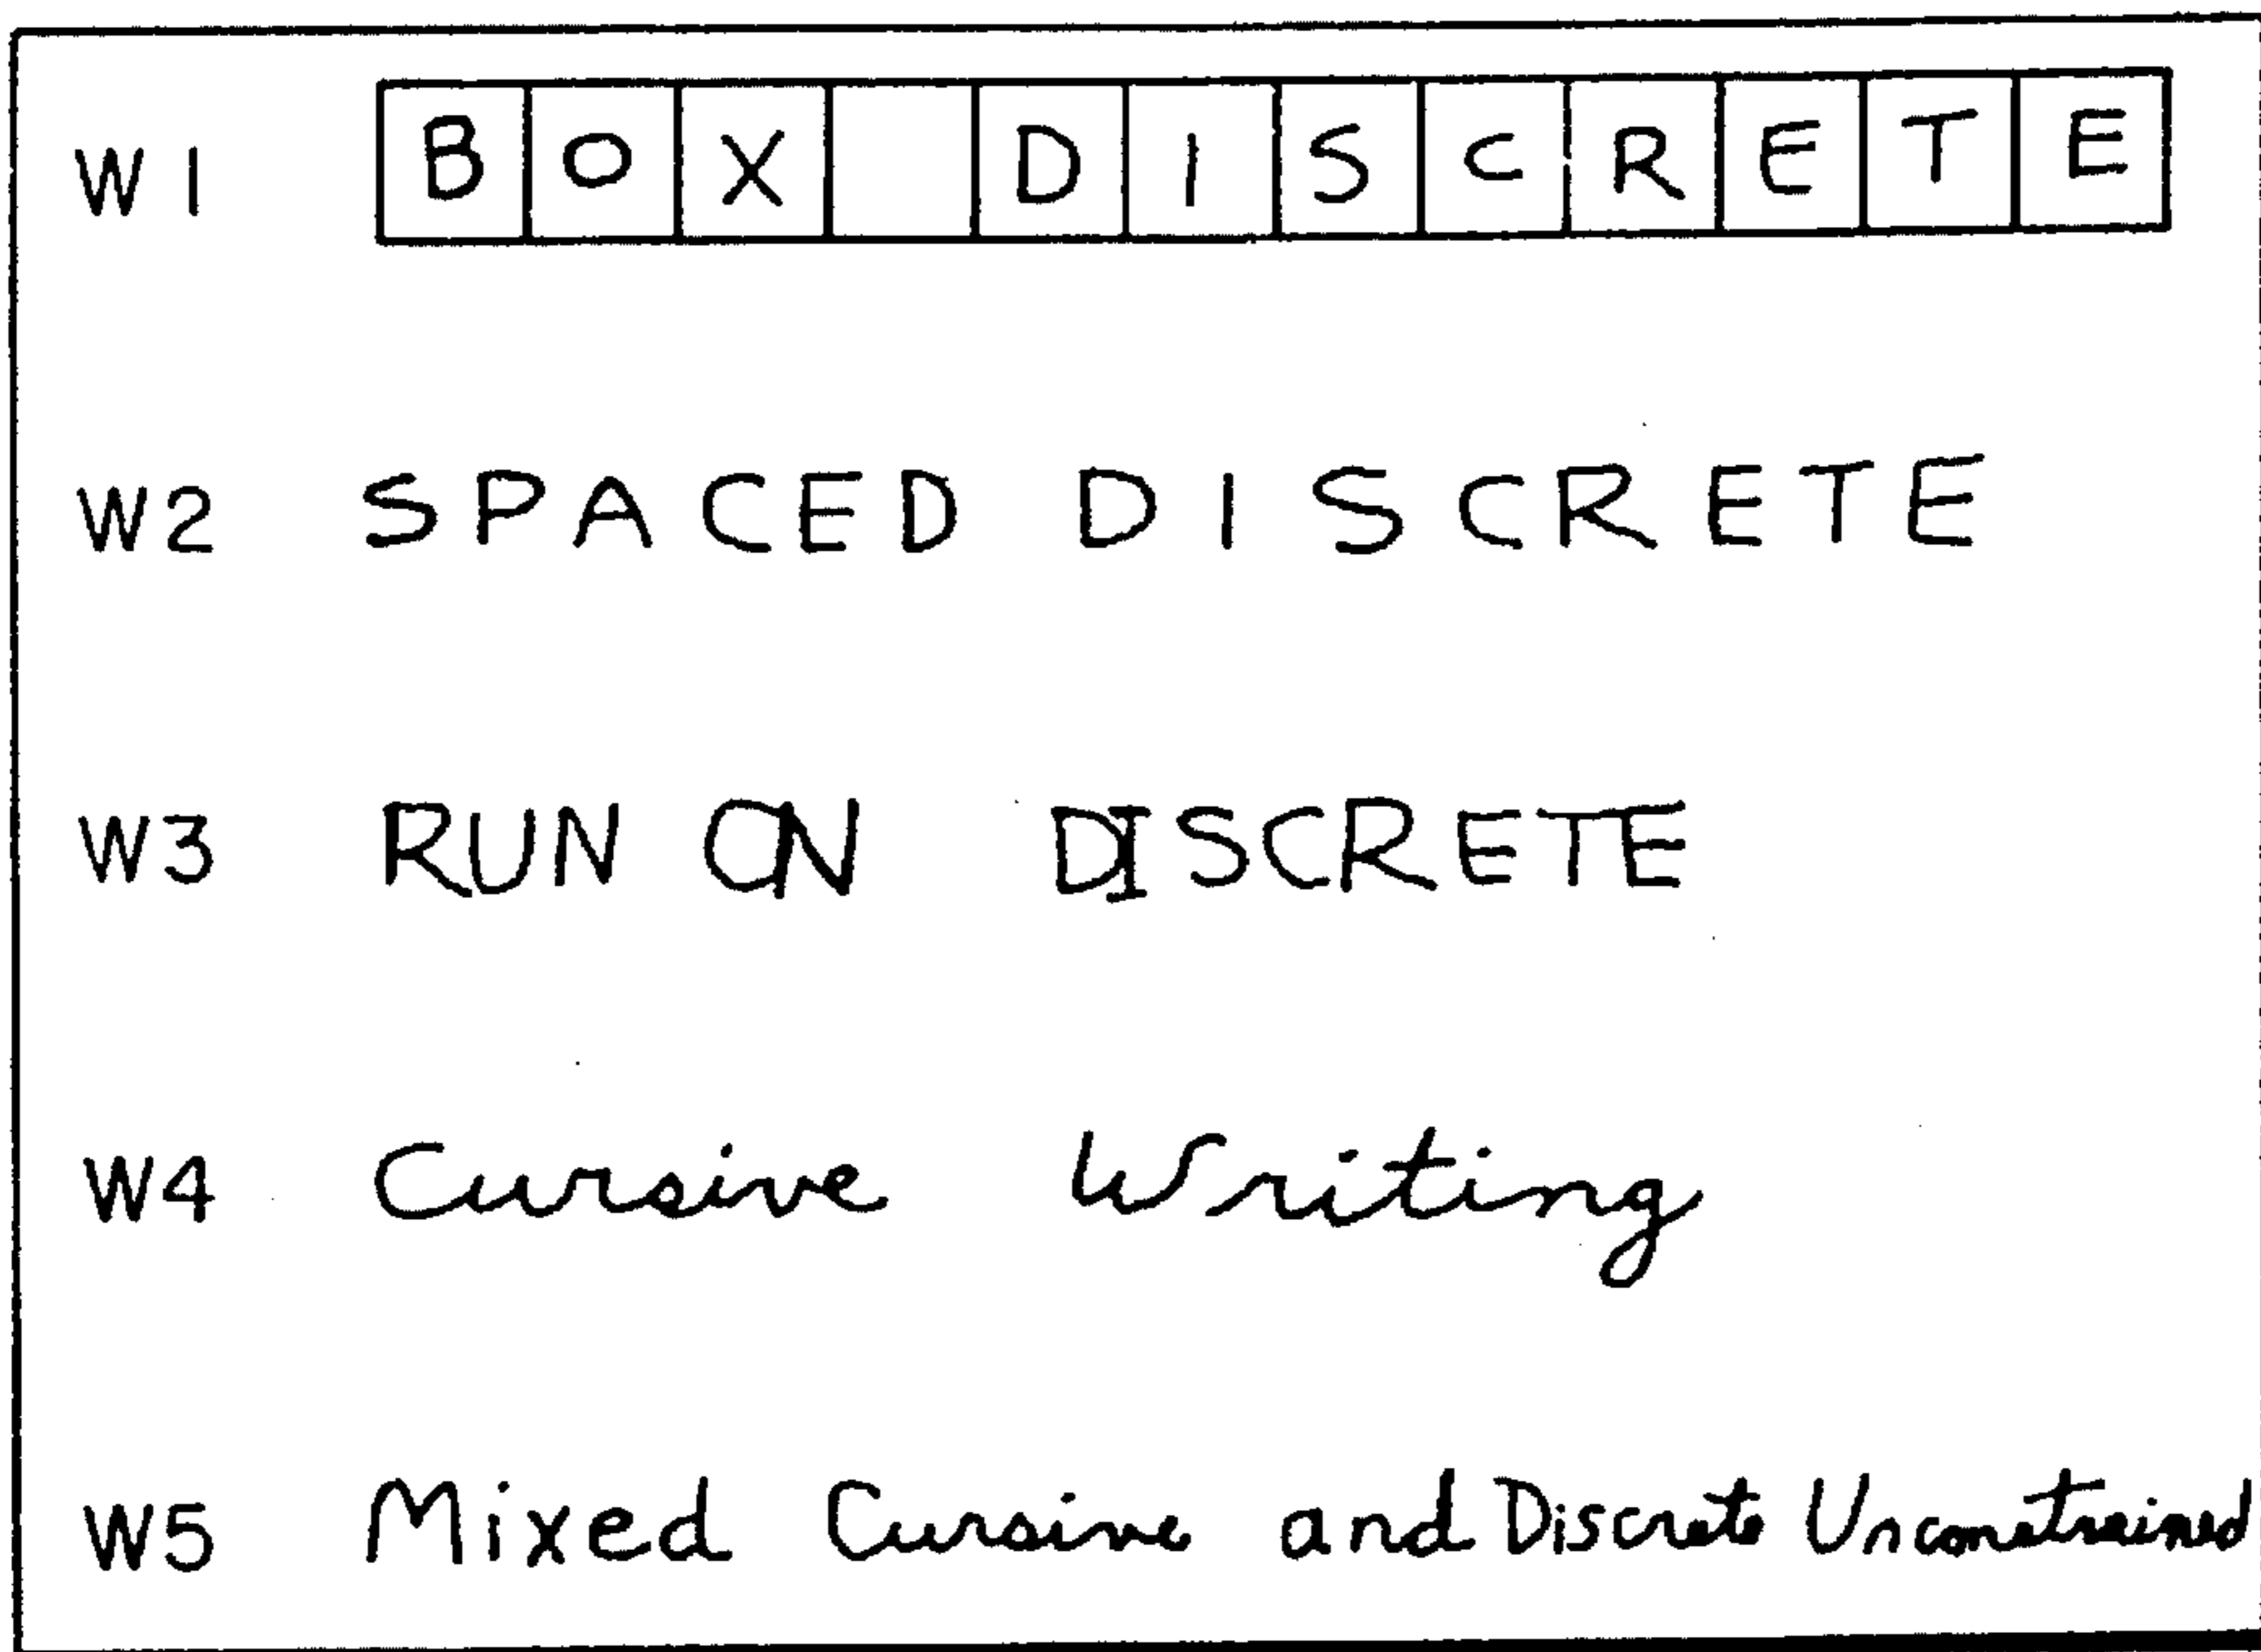 W1 BOX DISCRETE
W2 SPACED DISCRETE
W3 RUN ON DISCRETE
W4 Cursive Writing
W5 Mixed Cursive and Discrete Unconstrained